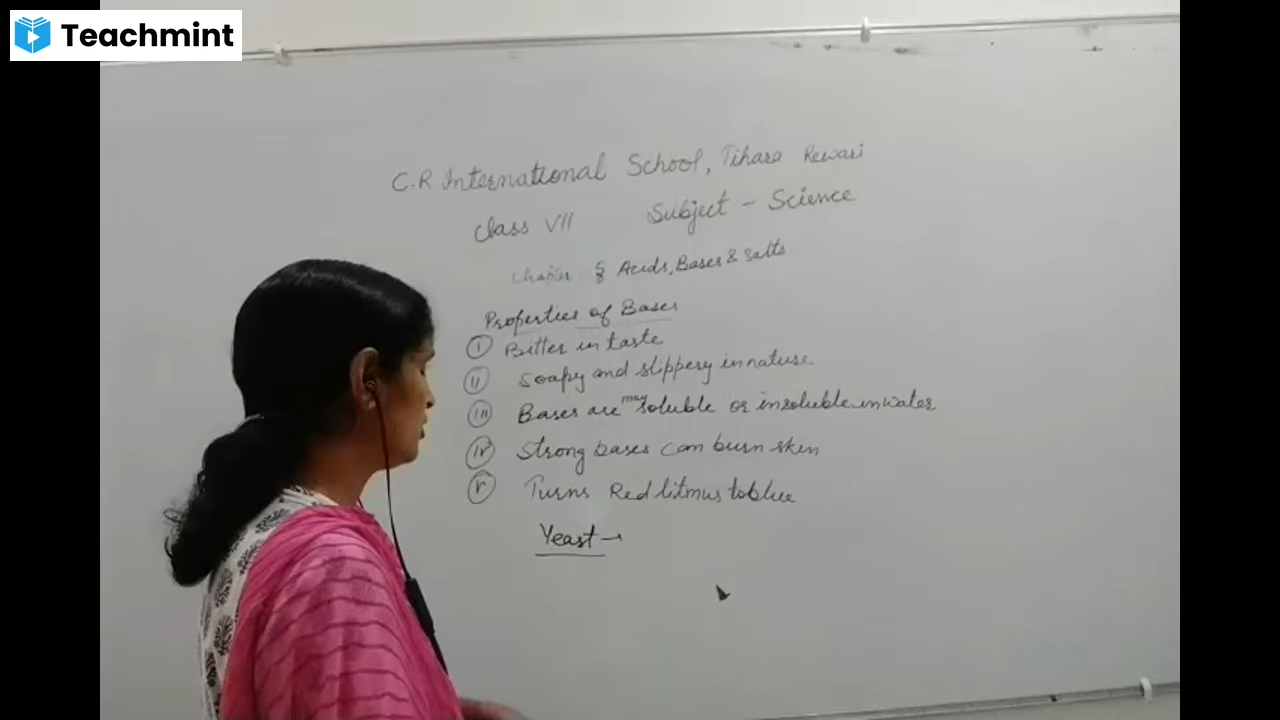 Teachmint
C.R International School, Tihara Rewari
Class VII Subject - Science
Chapter 5 Acids, Bases & Salts
Properties of Bases
(i) Bitter in taste
(ii) Soapy and slippery in nature
(iii) Bases are may soluble or insoluble in water
(iv) Strong bases can burn skin
(v) Turns Red litmus to blue
Yeast →